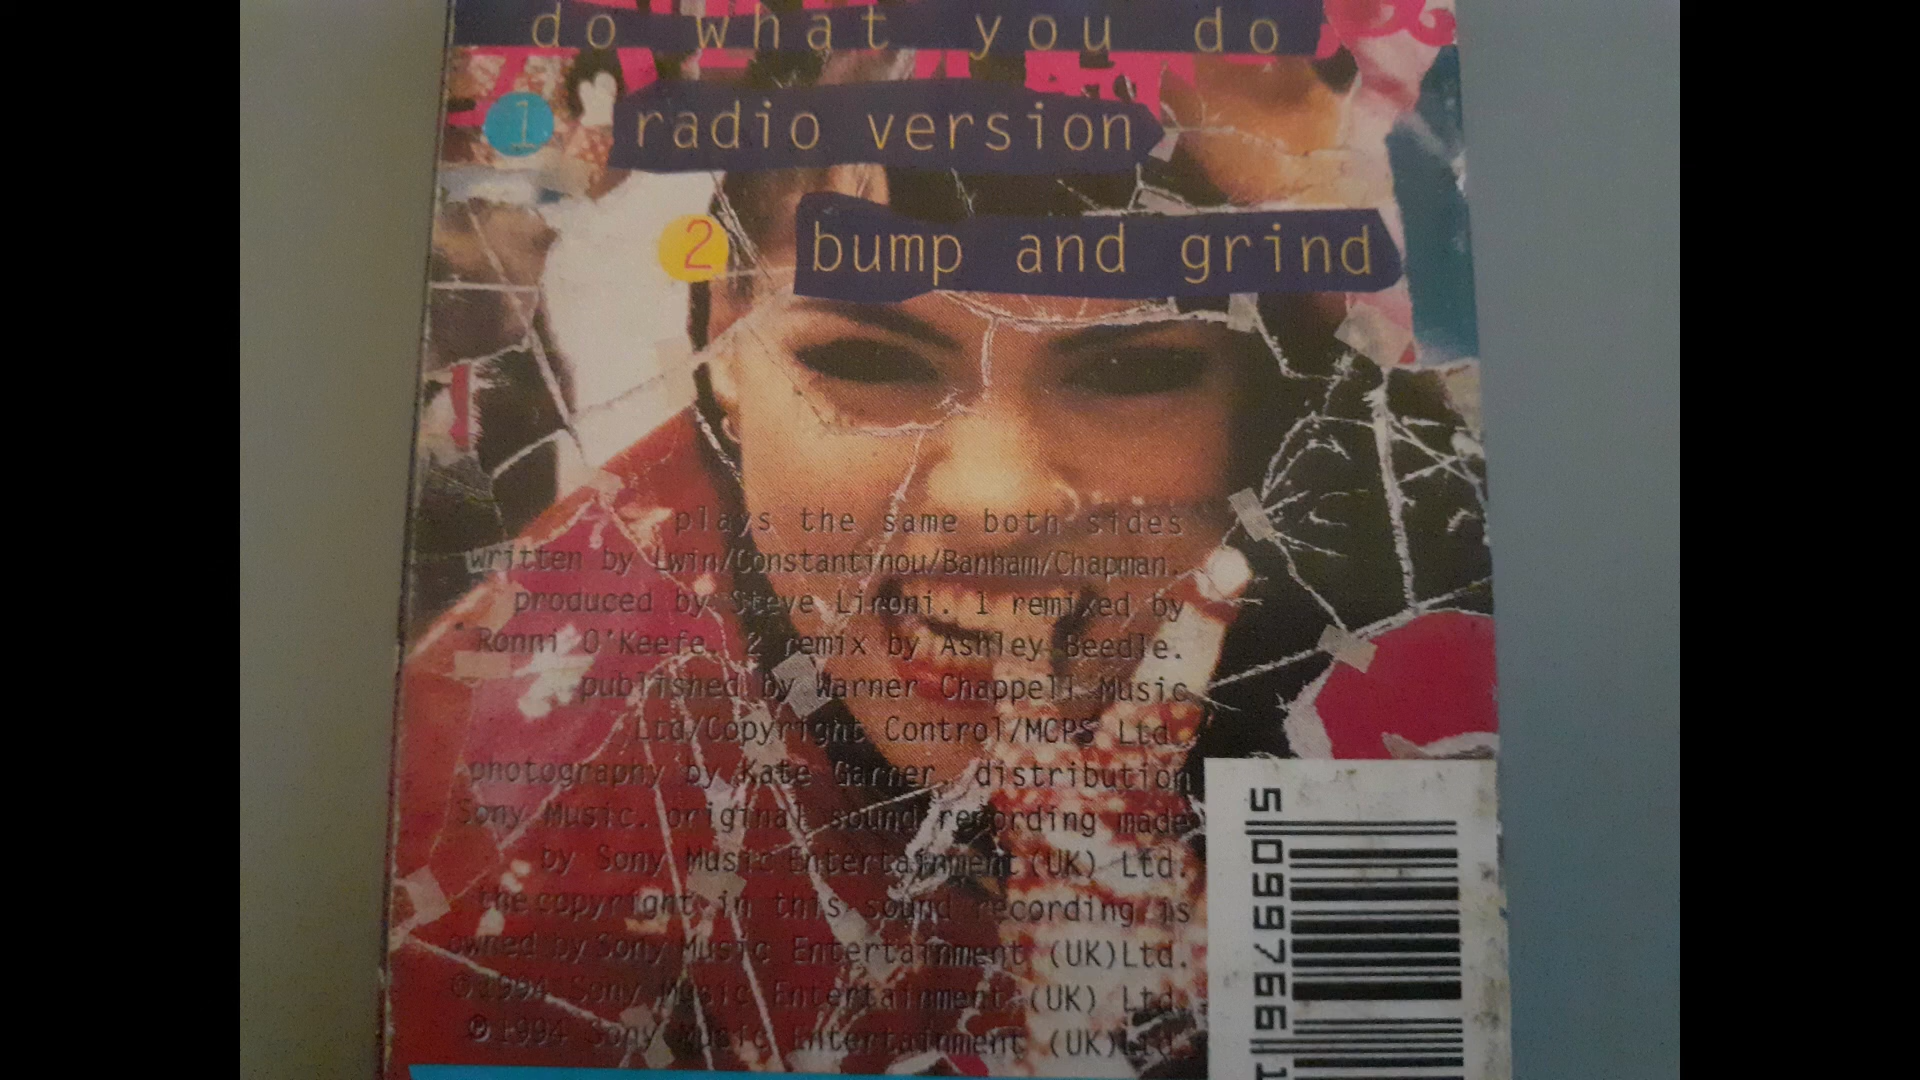 do what you do
1 radio version
2 bump and grind
plays the same both sides
written by Lwin/Constantinou/Banham/Chapman.
produced by Steve Lironi. 1 remixed by
Ronni O'Keefe. 2 remix by Ashley Beedle.
published by Warner Chappell Music
Ltd/Copyright Control/MCPS Ltd.
photography by Kate Garner. distribution
Sony Music. original sound recording made
by Sony Music Entertainment (UK) Ltd.
the copyright in this sound recording is
owned by Sony Music Entertainment (UK)Ltd.
©1994 Sony Music Entertainment (UK) Ltd.
℗1994 Sony Music Entertainment (UK)Ltd.
5 099766 1